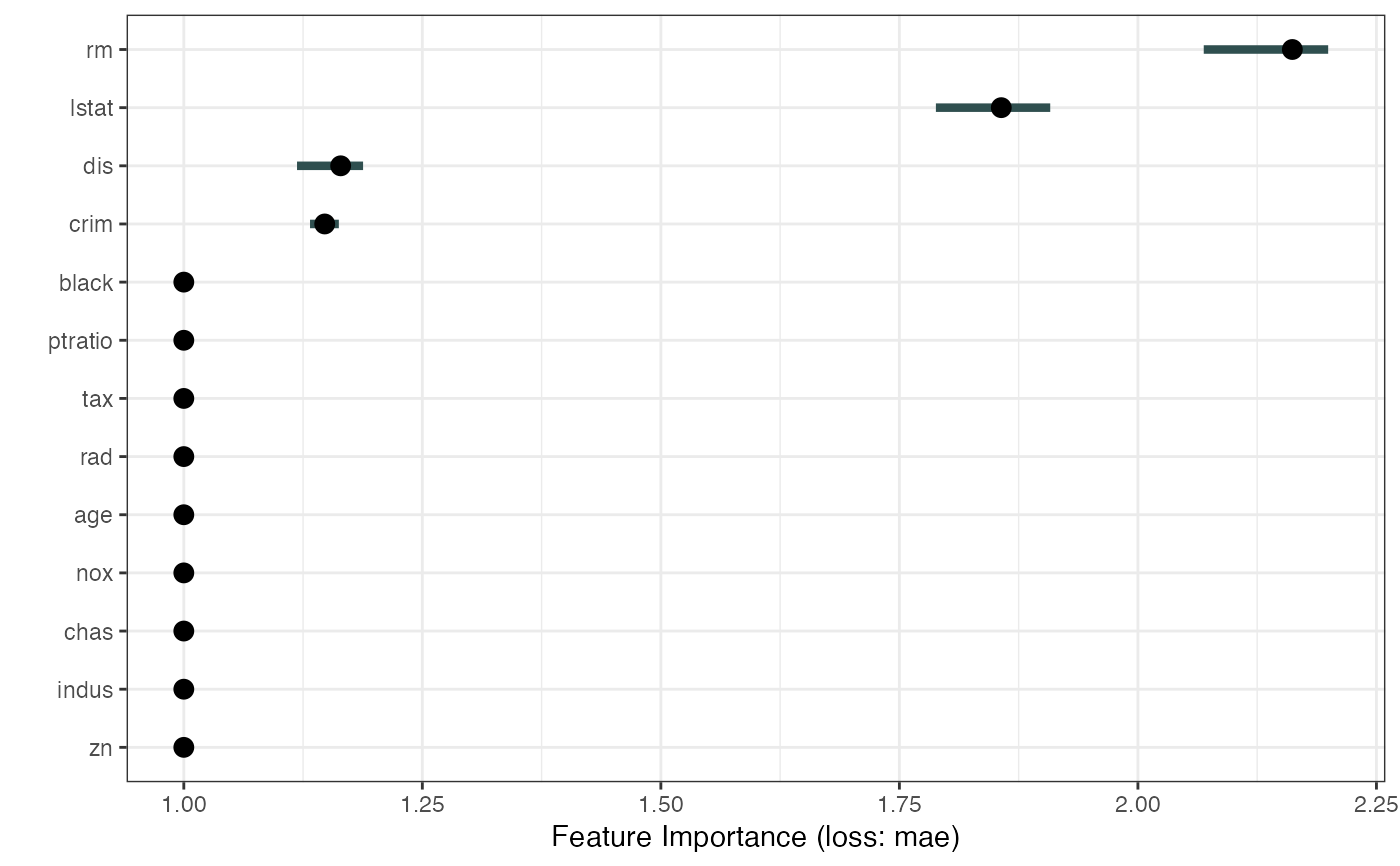 rm
lstat
dis
crim
black
ptratio
tax
rad
age
nox
chas
indus
zn
1.00 1.25 1.50 1.75 2.00 2.25
Feature Importance (loss: mae)